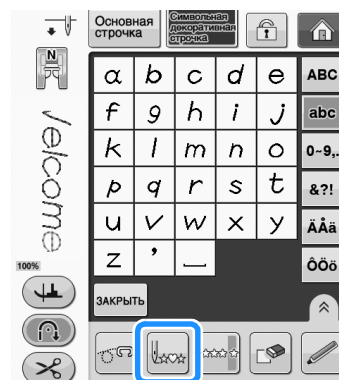 Основная
строчка
Символьная
декоративная
строчка
N
a b c d e
f g h i j
k l m n o
p q r s t
u v w x y
z ’ _
ABC
abc
0~9,.
&?!
ÄÅä
ÔÖö
velcome
100%
ЗАКРЫТЬ